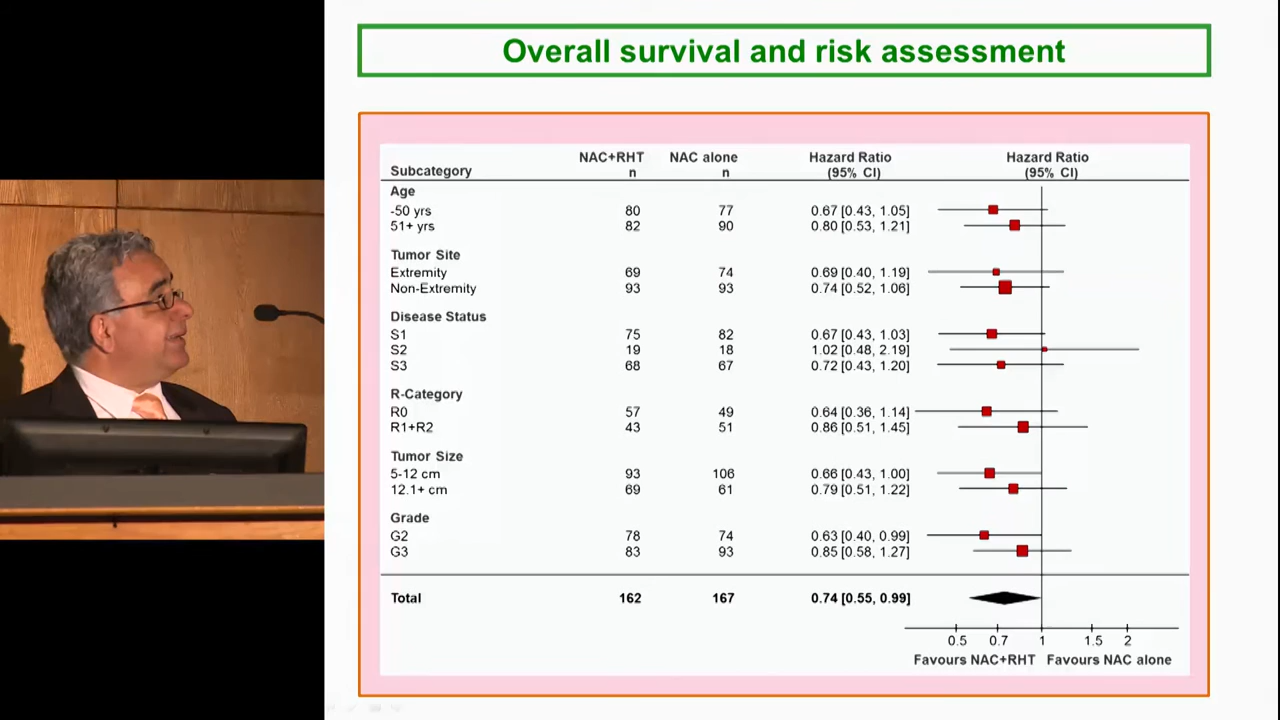 Overall survival and risk assessment
NAC+RHT NAC alone Hazard Ratio Hazard Ratio
Subcategory n n (95% CI) (95% CI)
Age
-50 yrs 80 77 0.67 [0.43, 1.05]
51+ yrs 82 90 0.80 [0.53, 1.21]
Tumor Site
Extremity 69 74 0.69 [0.40, 1.19]
Non-Extremity 93 93 0.74 [0.52, 1.06]
Disease Status
S1 75 82 0.67 [0.43, 1.03]
S2 19 18 1.02 [0.48, 2.19]
S3 68 67 0.72 [0.43, 1.20]
R-Category
R0 57 49 0.64 [0.36, 1.14]
R1+R2 43 51 0.86 [0.51, 1.45]
Tumor Size
5-12 cm 93 106 0.66 [0.43, 1.00]
12.1+ cm 69 61 0.79 [0.51, 1.22]
Grade
G2 78 74 0.63 [0.40, 0.99]
G3 83 93 0.85 [0.58, 1.27]
Total 162 167 0.74 [0.55, 0.99]
0.5 0.7 1 1.5 2
Favours NAC+RHT Favours NAC alone